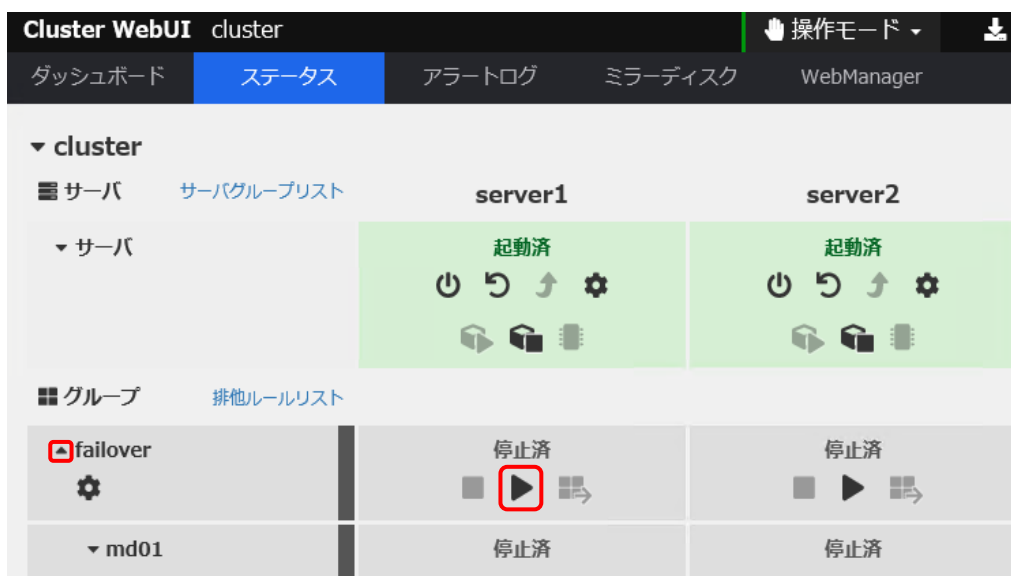 Cluster WebUI cluster 操作モード
ダッシュボード ステータス アラートログ ミラーディスク WebManager
cluster
サーバ サーバグループリスト server1 server2
サーバ 起動済 起動済
グループ 排他ルールリスト
failover 停止済 停止済
md01 停止済 停止済